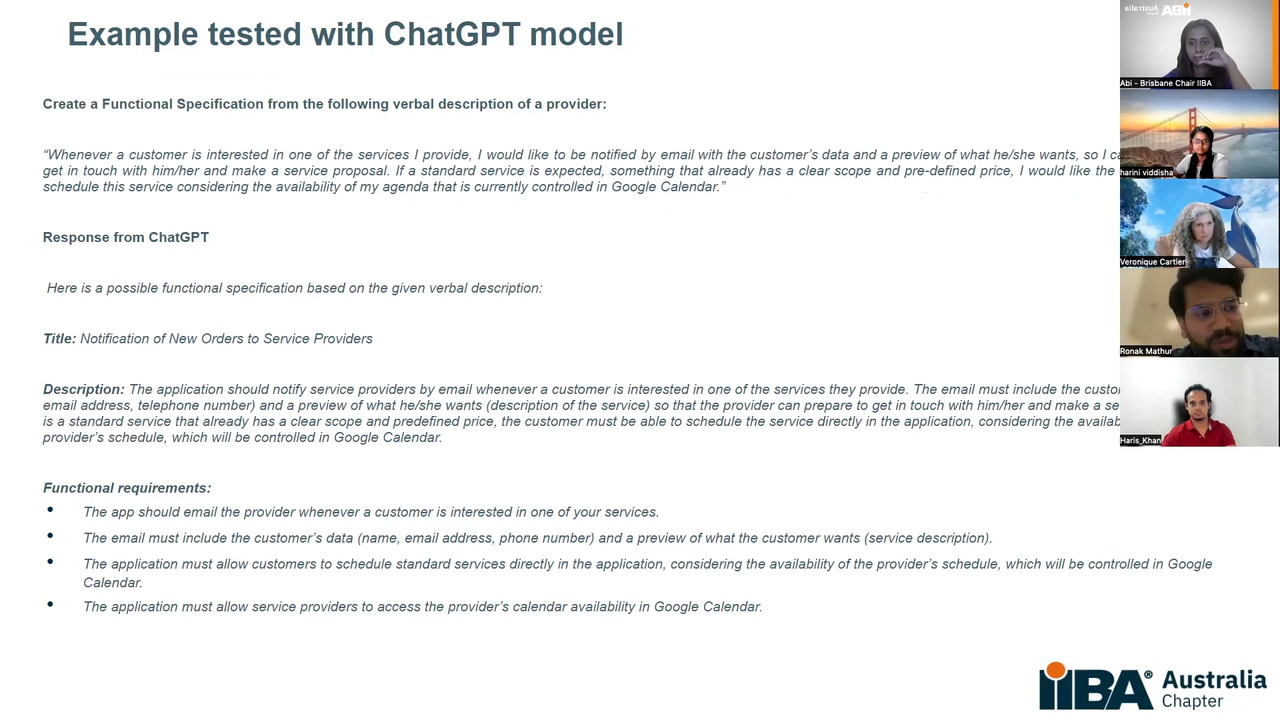 Example tested with ChatGPT model
Create a Functional Specification from the following verbal description of a provider:
“Whenever a customer is interested in one of the services I provide, I would like to be notified by email with the customer’s data and a preview of what he/she wants, so I
get in touch with him/her and make a service proposal. If a standard service is expected, something that already has a clear scope and pre-defined price, I would like the
schedule this service considering the availability of my agenda that is currently controlled in Google Calendar.”
Response from ChatGPT
Here is a possible functional specification based on the given verbal description:
Title: Notification of New Orders to Service Providers
Description: The application should notify service providers by email whenever a customer is interested in one of the services they provide. The email must include the
email address, telephone number) and a preview of what he/she wants (description of the service) so that the provider can prepare to get in touch with him/her and make a
is a standard service that already has a clear scope and predefined price, the customer must be able to schedule the service directly in the application, considering the
provider’s schedule, which will be controlled in Google Calendar.
Functional requirements:
• The app should email the provider whenever a customer is interested in one of your services.
• The email must include the customer’s data (name, email address, phone number) and a preview of what the customer wants (service description).
• The application must allow customers to schedule standard services directly in the application, considering the availability of the provider’s schedule, which will be controlled in Google
Calendar.
• The application must allow service providers to access the provider’s calendar availability in Google Calendar.
Australia
IIBA
Abi - Brisbane Chair IIBA
harini viddisha
Veronique Cartier
Ronak Mathur
Haris_Khan
iiBA® Australia
Chapter